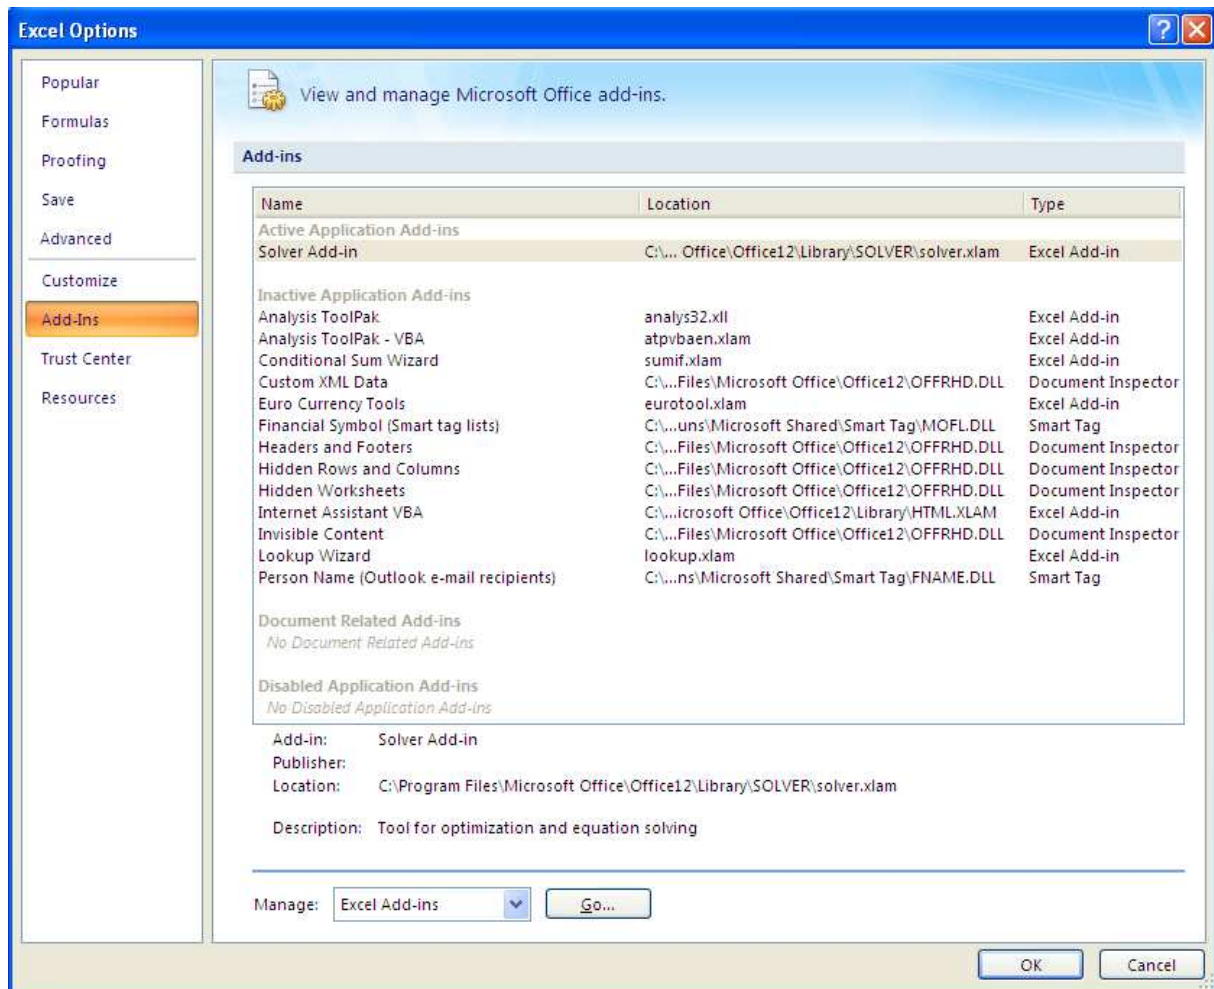 Excel Options
Popular
Formulas
Proofing
Save
Advanced
Customize
Add-Ins
Trust Center
Resources
View and manage Microsoft Office add-ins.
Add-ins
Name Location Type
Active Application Add-ins
Solver Add-in C:\... Office\Office12\Library\SOLVER\solver.xlam Excel Add-in
Inactive Application Add-ins
Analysis ToolPak analys32.xll Excel Add-in
Analysis ToolPak - VBA atpvbaen.xlam Excel Add-in
Conditional Sum Wizard sumif.xlam Excel Add-in
Custom XML Data C:\...Files\Microsoft Office\Office12\OFFRHD.DLL Document Inspector
Euro Currency Tools eurotool.xlam Excel Add-in
Financial Symbol (Smart tag lists) C:\...uns\Microsoft Shared\Smart Tag\MOFL.DLL Smart Tag
Headers and Footers C:\...Files\Microsoft Office\Office12\OFFRHD.DLL Document Inspector
Hidden Rows and Columns C:\...Files\Microsoft Office\Office12\OFFRHD.DLL Document Inspector
Hidden Worksheets C:\...Files\Microsoft Office\Office12\OFFRHD.DLL Document Inspector
Internet Assistant VBA C:\...icrosoft Office\Office12\Library\HTML.XLAM Excel Add-in
Invisible Content C:\...Files\Microsoft Office\Office12\OFFRHD.DLL Document Inspector
Lookup Wizard lookup.xlam Excel Add-in
Person Name (Outlook e-mail recipients) C:\...ns\Microsoft Shared\Smart Tag\FNAME.DLL Smart Tag
Document Related Add-ins
No Document Related Add-ins
Disabled Application Add-ins
No Disabled Application Add-ins
Add-in: Solver Add-in
Publisher:
Location: C:\Program Files\Microsoft Office\Office12\Library\SOLVER\solver.xlam
Description: Tool for optimization and equation solving
Manage: Excel Add-ins Go...
OK Cancel